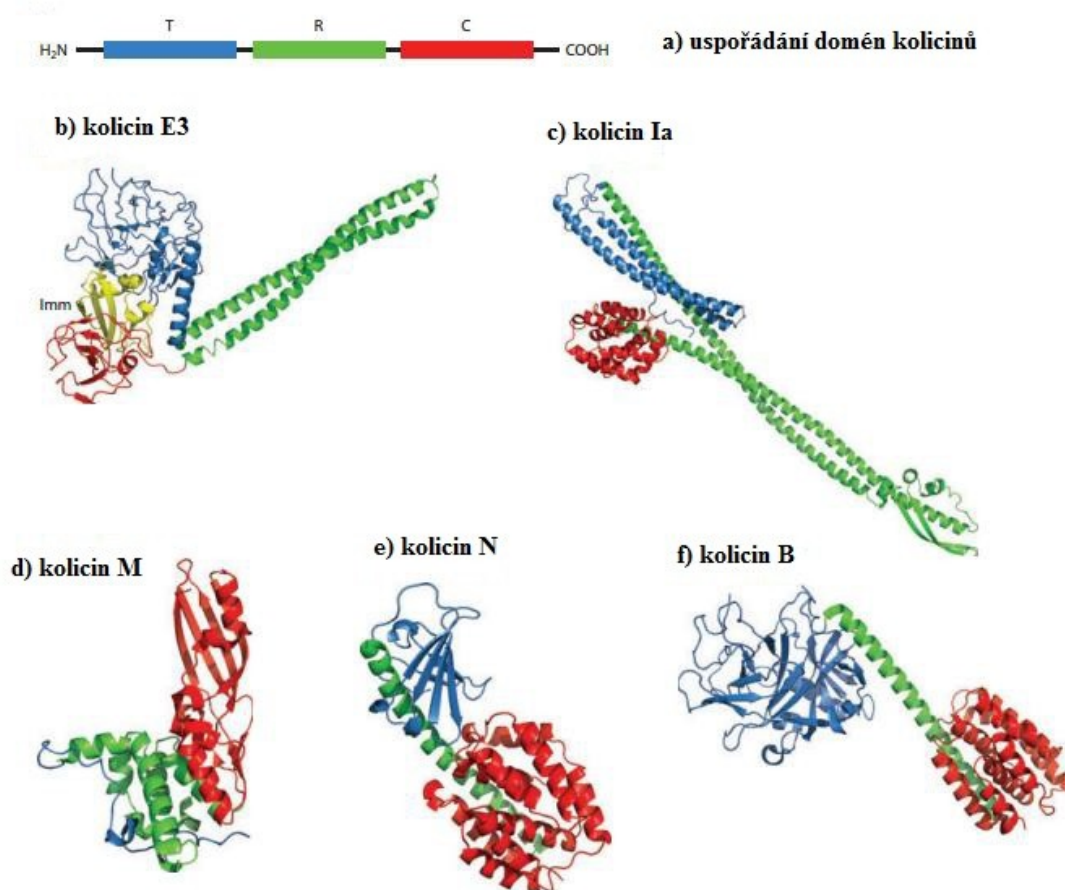 T R C
H₂N COOH a) uspořádání domén kolicinů
b) kolicin E3 c) kolicin Ia
Imm
d) kolicin M e) kolicin N f) kolicin B